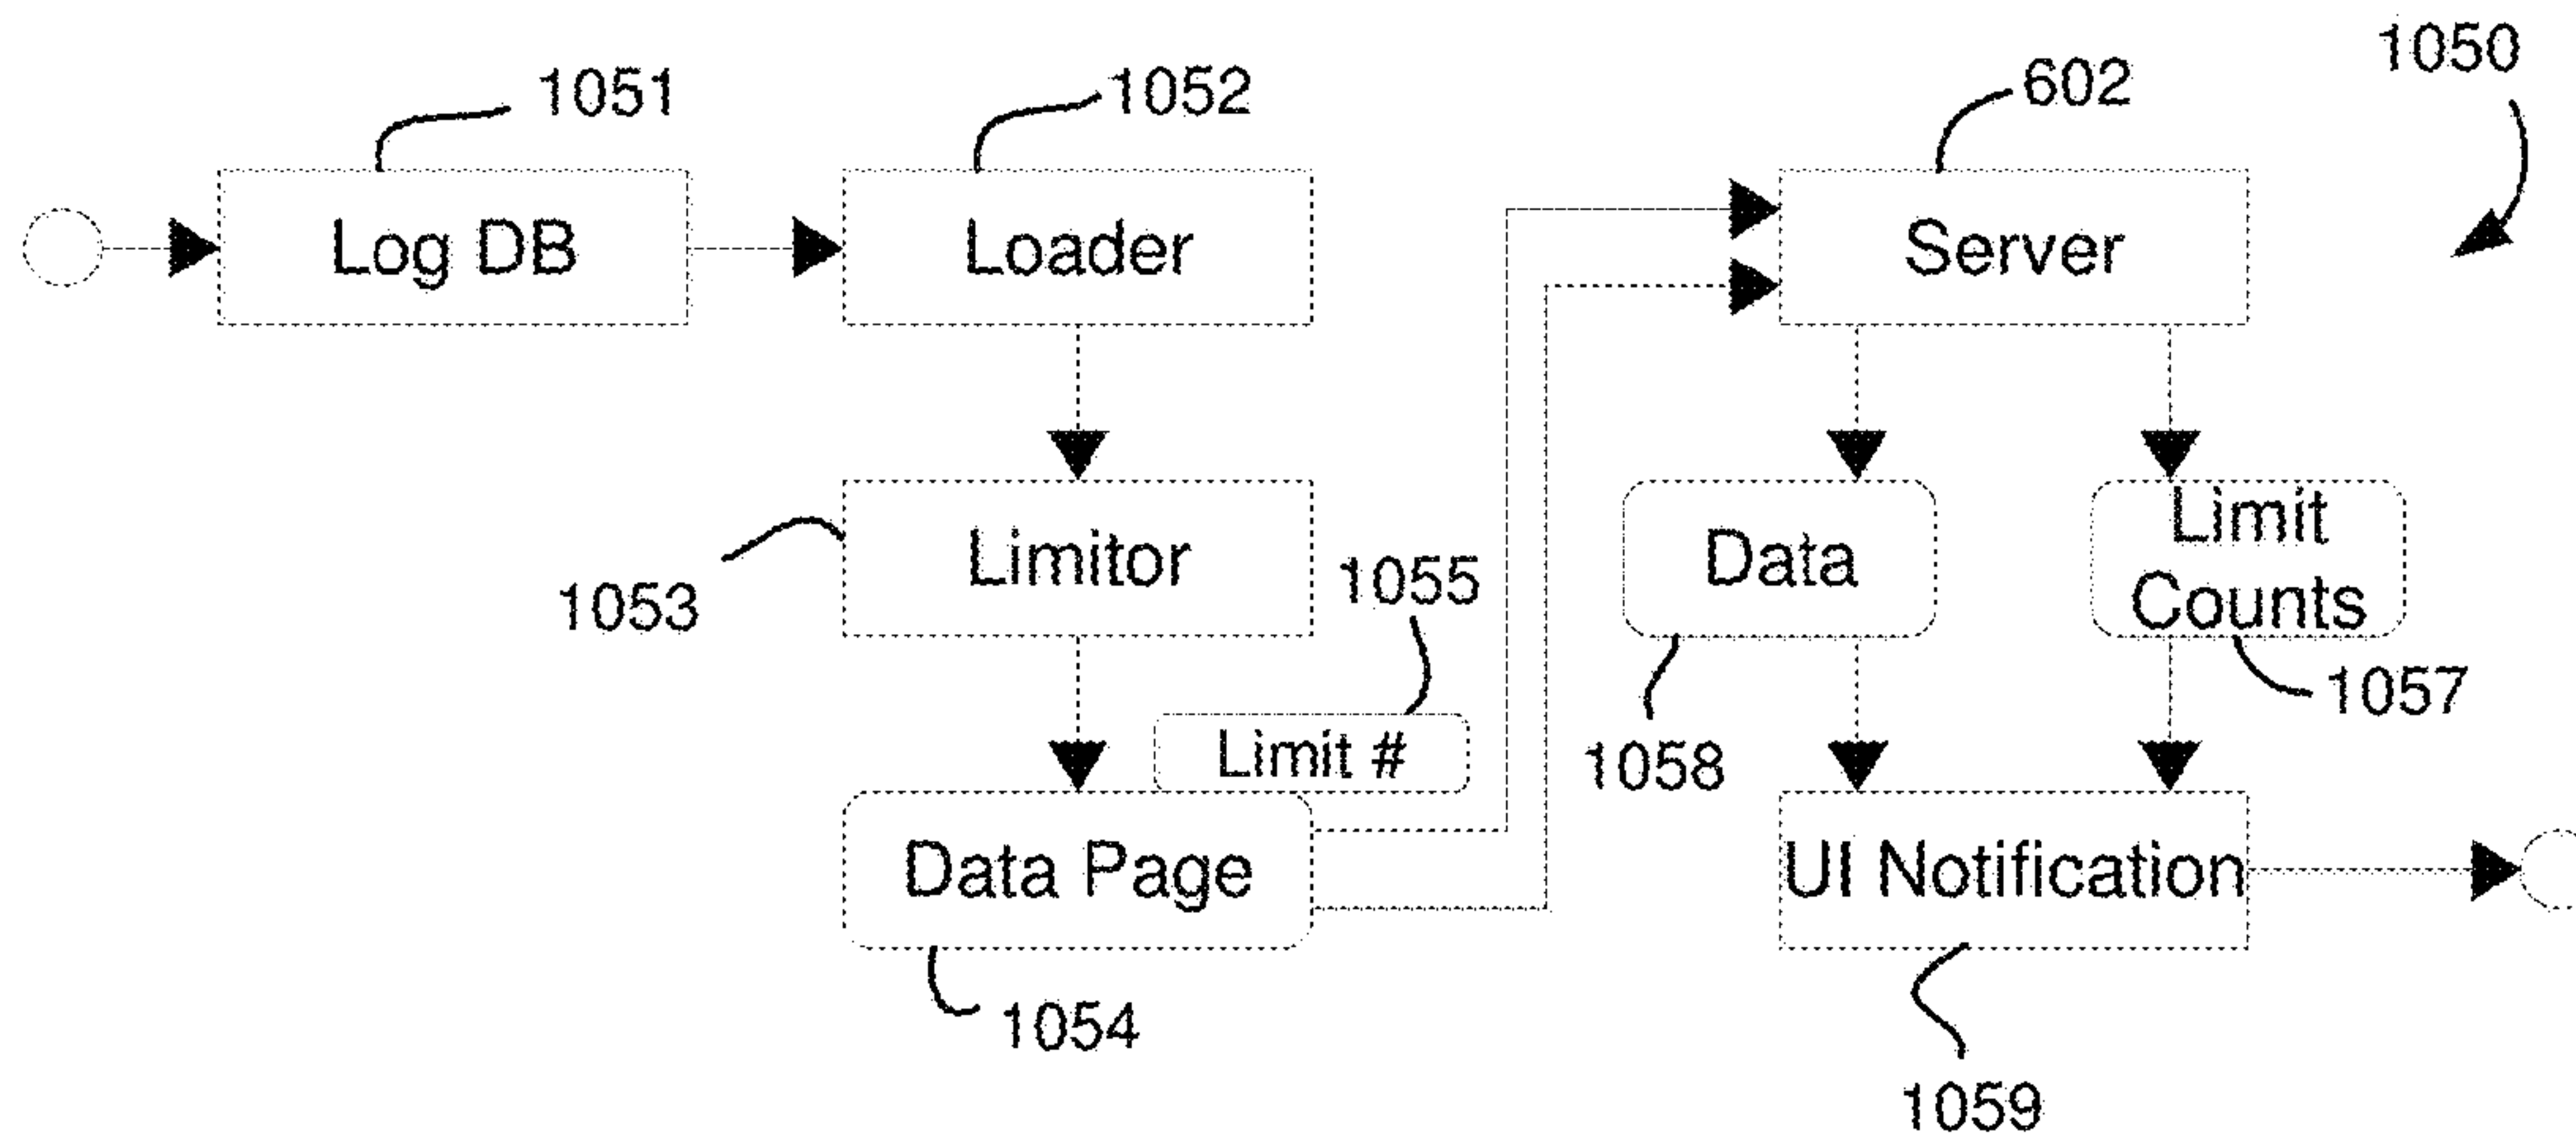 1050
1051
1052
602
Log DB
Loader
Server
Limitor
1055
1053
Data
Limit
Counts
1057
Limit #
1058
Data Page
UI Notification
1054
1059